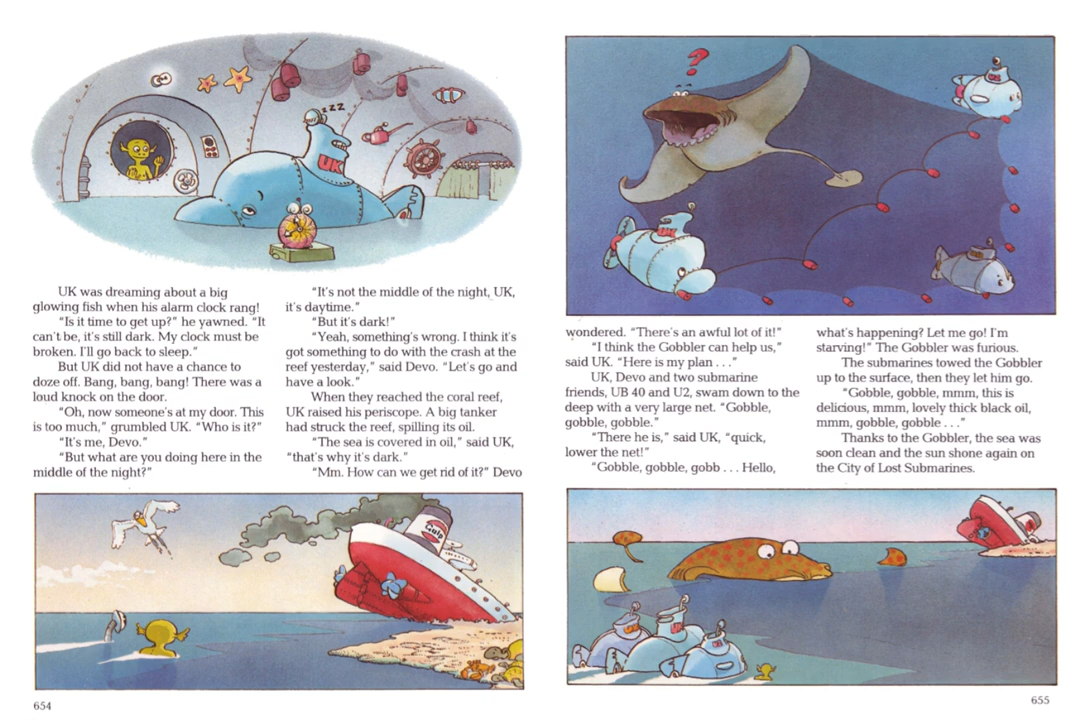 zzz
UK
UK was dreaming about a big
glowing fish when his alarm clock rang!
"Is it time to get up?" he yawned. "It
can't be, it's still dark. My clock must be
broken. I'll go back to sleep."
But UK did not have a chance to
doze off. Bang, bang, bang! There was a
loud knock on the door.
"Oh, now someone's at my door. This
is too much," grumbled UK. "Who is it?"
"It's me, Devo."
"But what are you doing here in the
middle of the night?"
"It's not the middle of the night, UK,
it's daytime."
"But it's dark!"
"Yeah, something's wrong. I think it's
got something to do with the crash at the
reef yesterday," said Devo. "Let's go and
have a look."
When they reached the coral reef,
UK raised his periscope. A big tanker
had struck the reef, spilling its oil.
"The sea is covered in oil," said UK,
"that's why it's dark."
"Mm. How can we get rid of it?" Devo
Gulp
654
?
UK
wondered. "There's an awful lot of it!"
"I think the Gobbler can help us,"
said UK. "Here is my plan . . ."
UK, Devo and two submarine
friends, UB 40 and U2, swam down to the
deep with a very large net. "Gobble,
gobble, gobble."
"There he is," said UK, "quick,
lower the net!"
"Gobble, gobble, gobb . . . Hello,
what's happening? Let me go! I'm
starving!" The Gobbler was furious.
The submarines towed the Gobbler
up to the surface, then they let him go.
"Gobble, gobble, mmm, this is
delicious, mmm, lovely thick black oil,
mmm, gobble, gobble . . ."
Thanks to the Gobbler, the sea was
soon clean and the sun shone again on
the City of Lost Submarines.
655